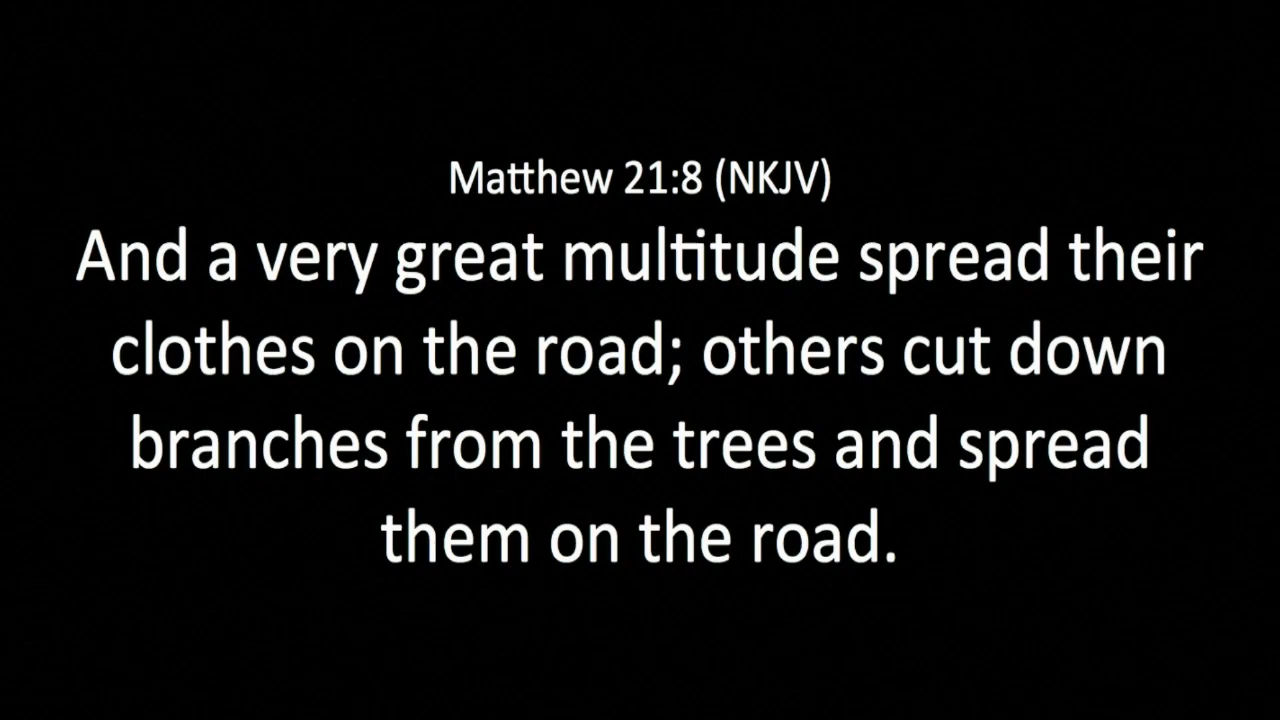 Matthew 21:8 (NKJV)
And a very great multitude spread their
clothes on the road; others cut down
branches from the trees and spread
them on the road.